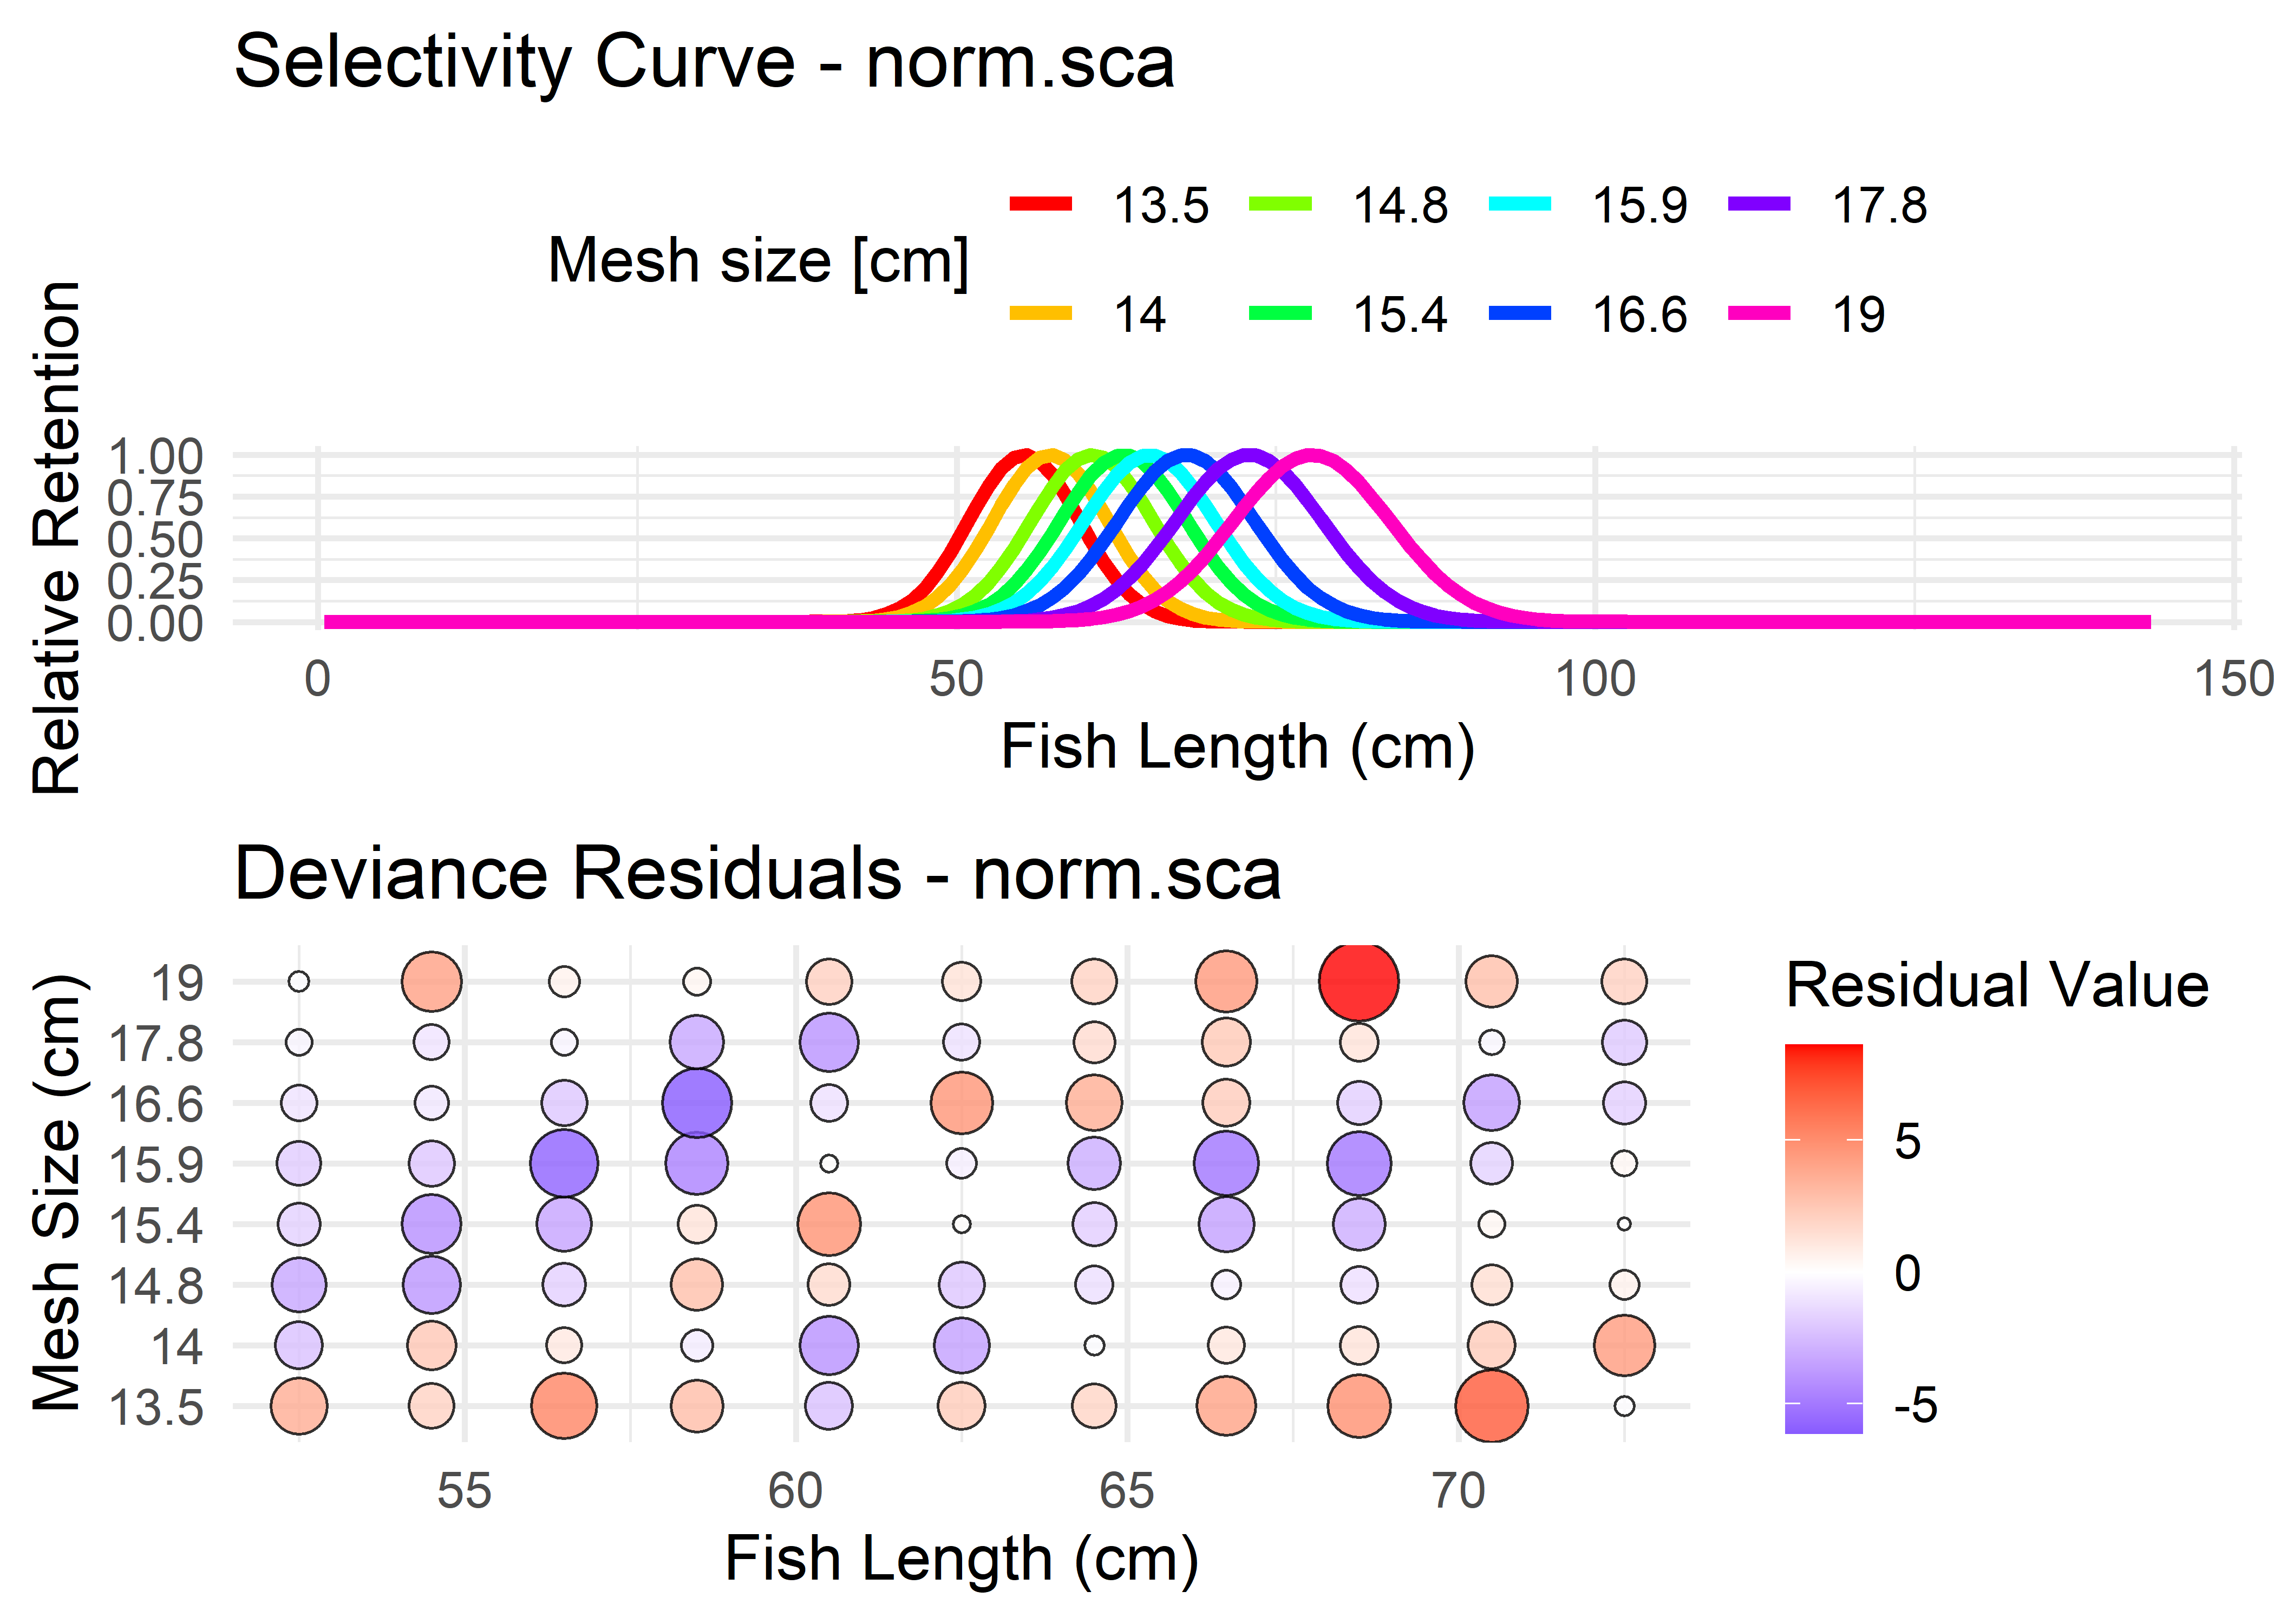 Selectivity Curve - norm.sca
Mesh size [cm]
13.5 14.8 15.9 17.8
14 15.4 16.6 19
Relative Retention
1.00
0.75
0.50
0.25
0.00
0 50 100 150
Fish Length (cm)
Deviance Residuals - norm.sca
Mesh Size (cm)
19
17.8
16.6
15.9
15.4
14.8
14
13.5
55 60 65 70
Fish Length (cm)
Residual Value
5
0
-5